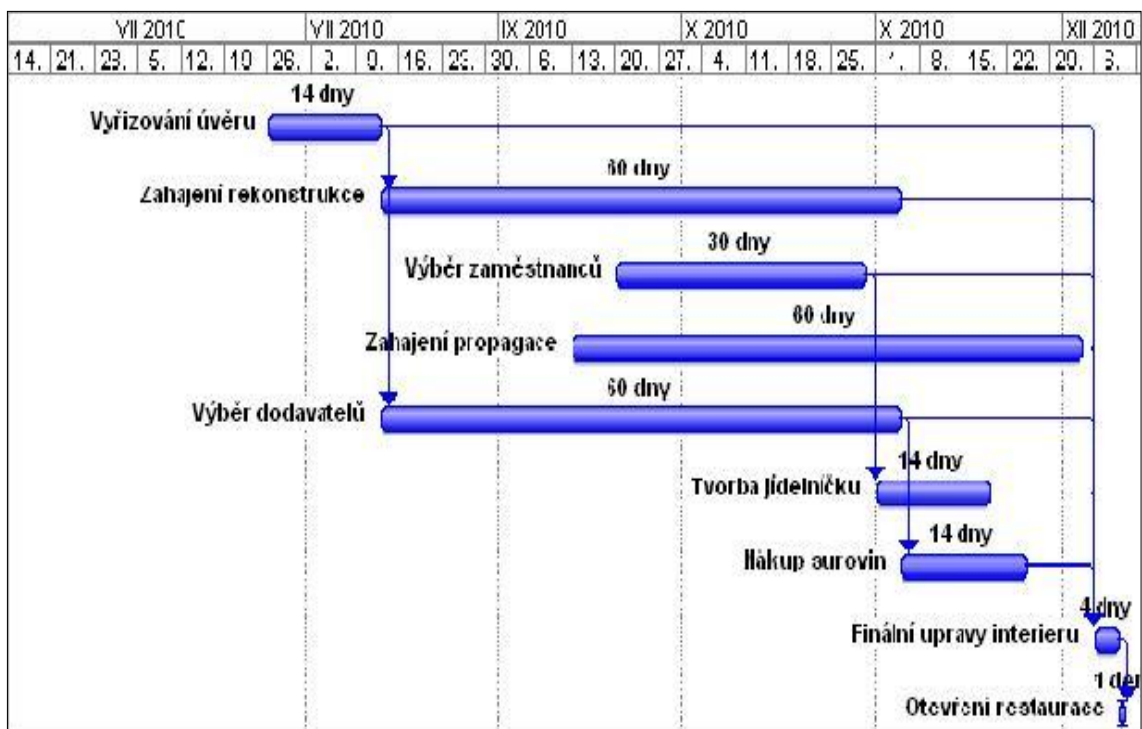 VII 2010 VII 2010 IX 2010 X 2010 X 2010 XII 2010
14. 21. 5. 12. 26. 2. 16. 30. 6. 13. 20. 27. 4. 11. 18. 25. 8. 15. 22. 29.
14 dny
Vyřizování úvěru
60 dny
Zahajení rekonstrukce
30 dny
Výběr zaměstnanců
60 dny
Zahajení propagace
60 dny
Výběr dodavatelů
14 dny
Tvorba jídelníčku
14 dny
Nákup surovin
4 dny
Finální upravy interieru
1 den
Otevření restaurace